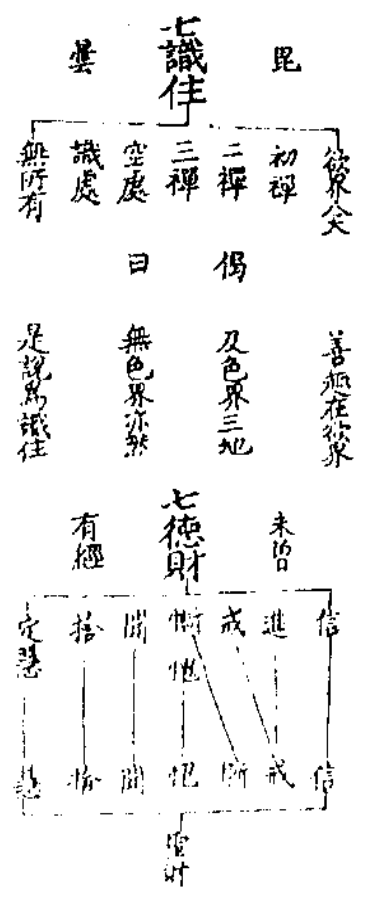 七識住
毘
曇
欲界人天
初禪
二禪
三禪
空處
識處
無所有
偈
曰
善趣在欲界
及色界三地
無色界亦然
是說為識住
七德財
未曾
有經
信
進
戒
慚愧
聞
捨
定慧
信
戒
慚
愧
聞
捨
慧